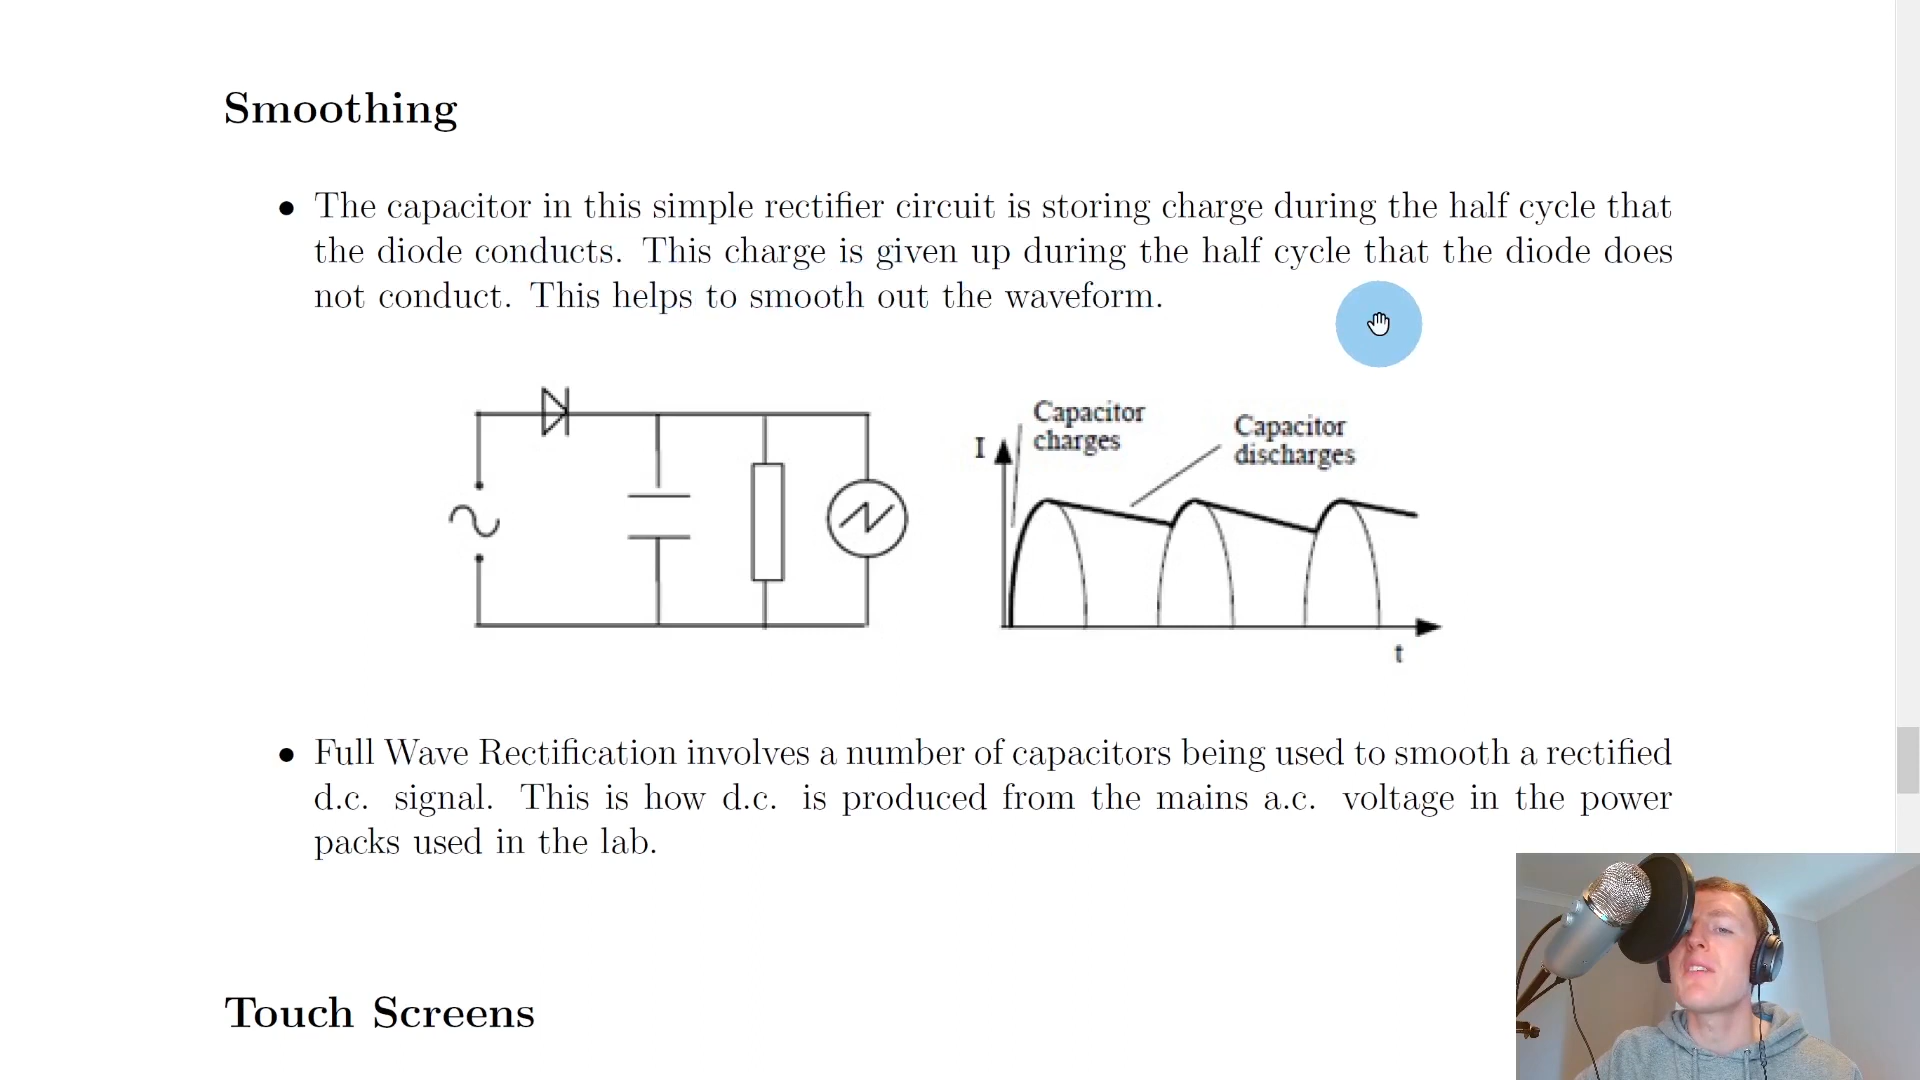 Smoothing
• The capacitor in this simple rectifier circuit is storing charge during the half cycle that
the diode conducts. This charge is given up during the half cycle that the diode does
not conduct. This helps to smooth out the waveform.
Capacitor
charges
Capacitor
discharges
I
t
• Full Wave Rectification involves a number of capacitors being used to smooth a rectified
d.c. signal. This is how d.c. is produced from the mains a.c. voltage in the power
packs used in the lab.
Touch Screens